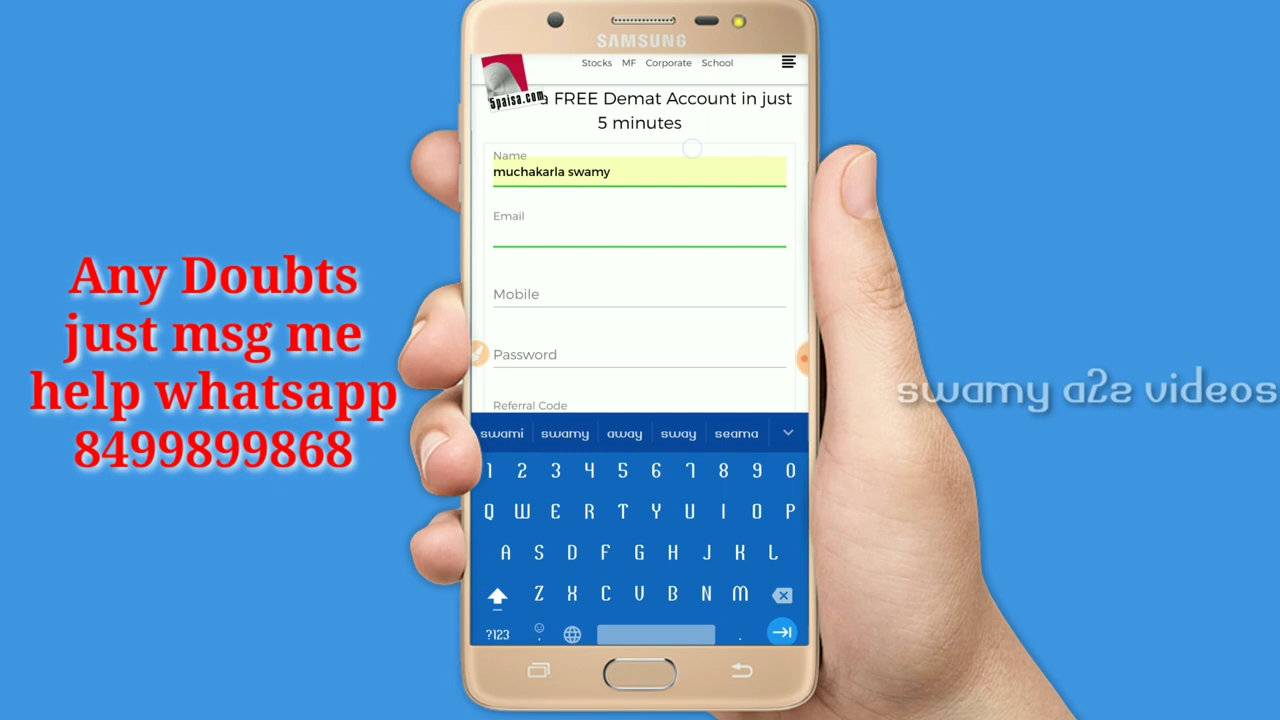 SAMSUNG
Stocks MF Corporate School
5paisa.com
FREE Demat Account in just
5 minutes
Name
muchakarla swamy
Email
Mobile
Password
Referral Code
Any Doubts
just msg me
help whatsapp
8499899868
swamy a2z videos
swami swamy away sway seama
1 2 3 4 5 6 7 8 9 0
Q W E R T Y U I O P
A S D F G H J K L
Z X C V B N M
?123 .